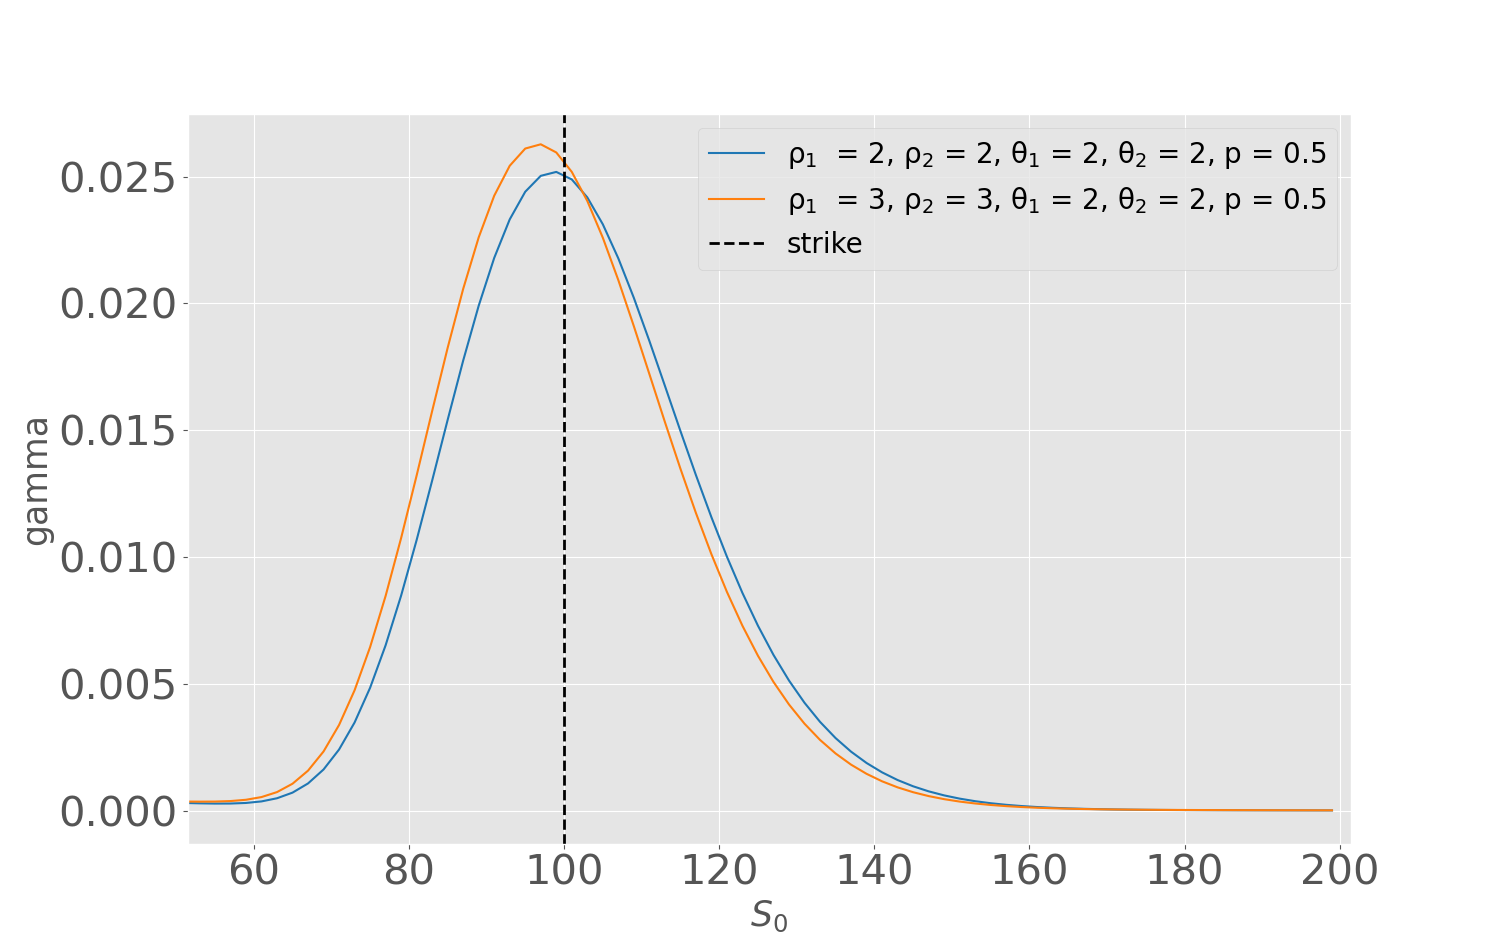 ρ₁ = 2, ρ₂ = 2, θ₁ = 2, θ₂ = 2, p = 0.5
ρ₁ = 3, ρ₂ = 3, θ₁ = 2, θ₂ = 2, p = 0.5
strike
0.025
0.020
0.015
0.010
0.005
0.000
gamma
60 80 100 120 140 160 180 200
S₀